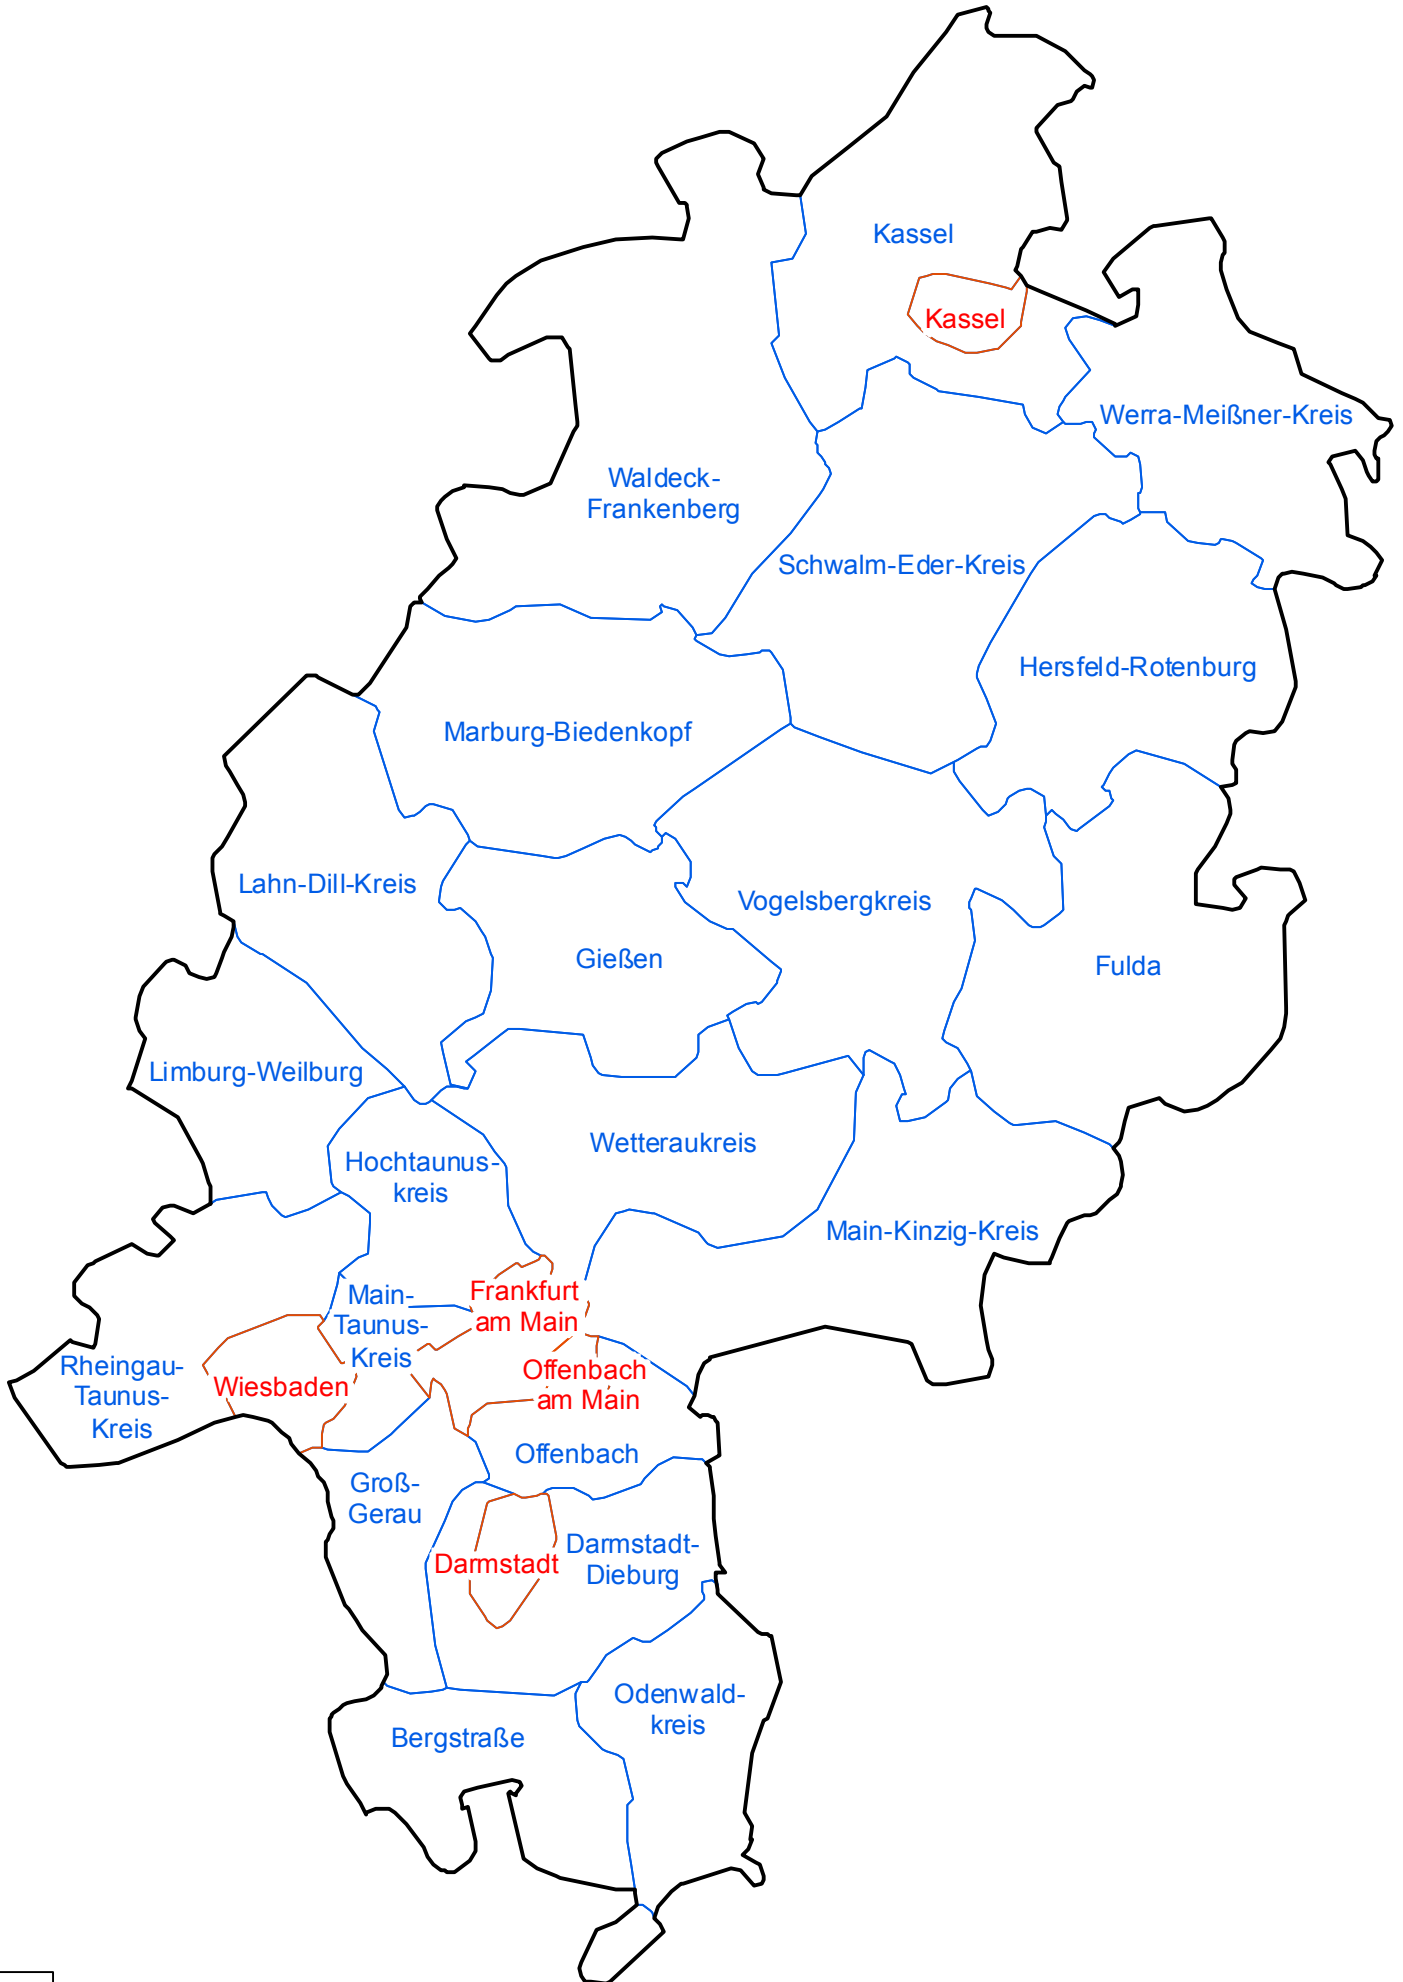 Kassel
Kassel
Werra-Meißner-Kreis
Waldeck-
Frankenberg
Schwalm-Eder-Kreis
Hersfeld-Rotenburg
Marburg-Biedenkopf
Lahn-Dill-Kreis
Vogelsbergkreis
Gießen
Fulda
Limburg-Weilburg
Wetteraukreis
Hochtaunus-
kreis
Main-Kinzig-Kreis
Frankfurt
am Main
Main-
Taunus-
Kreis
Rheingau-
Taunus-
Kreis
Wiesbaden
Offenbach
am Main
Offenbach
Groß-
Gerau
Darmstadt
Darmstadt-
Dieburg
Odenwald-
kreis
Bergstraße